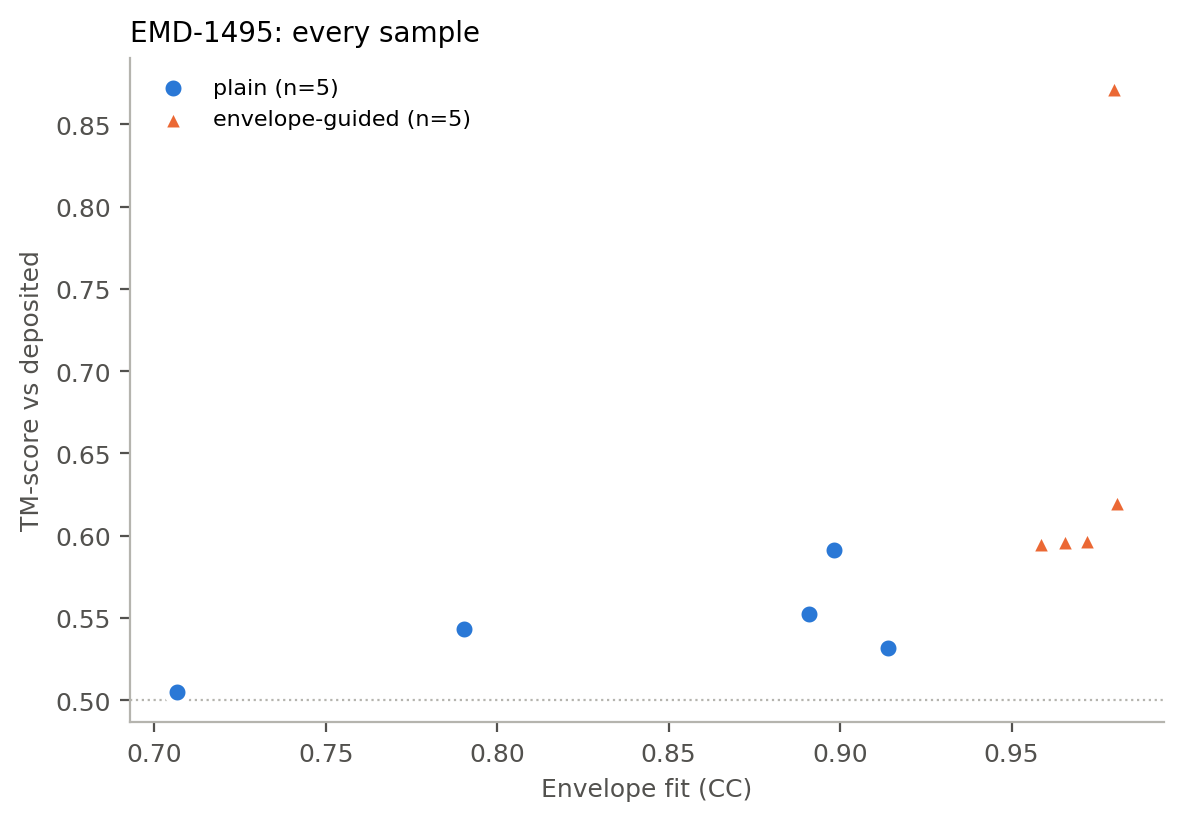 EMD-1495: every sample
plain (n=5)
envelope-guided (n=5)
TM-score vs deposited
0.85
0.80
0.75
0.70
0.65
0.60
0.55
0.50
0.70 0.75 0.80 0.85 0.90 0.95
Envelope fit (CC)